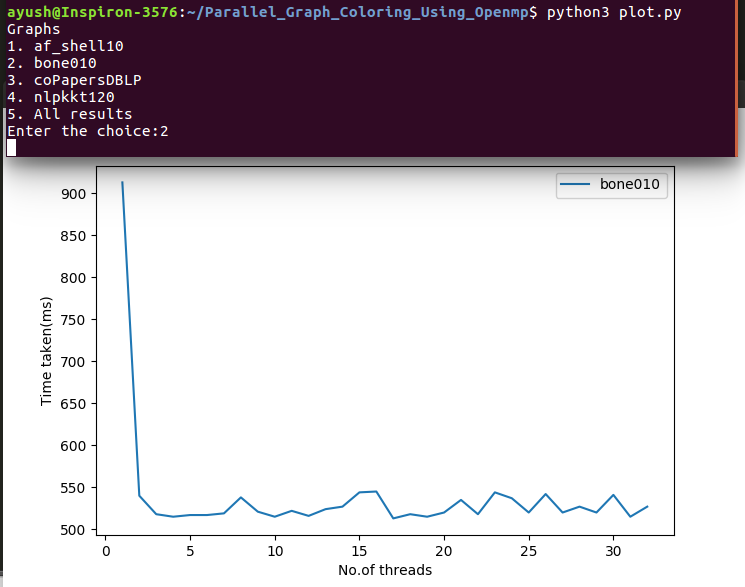 ayush@Inspiron-3576:~/Parallel_Graph_Coloring_Using_Openmp$ python3 plot.py
Graphs
1. af_shell10
2. bone010
3. coPapersDBLP
4. nlpkkt120
5. All results
Enter the choice:2
bone010
900
850
800
750
700
650
600
550
500
Time taken(ms)
0 5 10 15 20 25 30
No.of threads